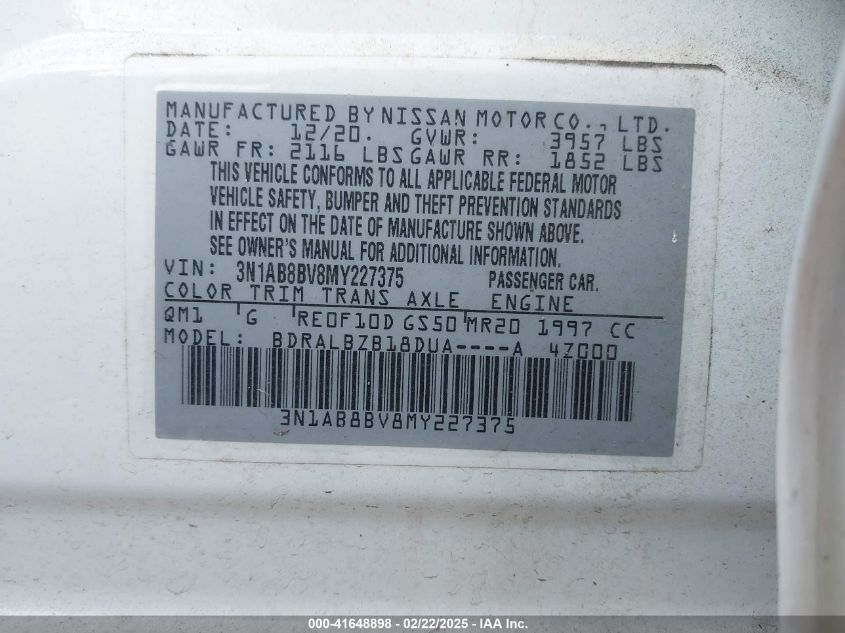 MANUFACTURED BY NISSAN MOTOR CO., LTD.
DATE: 12/20. GVWR: 3957 LBS
GAWR FR: 2116 LBS GAWR RR: 1852 LBS
THIS VEHICLE CONFORMS TO ALL APPLICABLE FEDERAL MOTOR
VEHICLE SAFETY, BUMPER AND THEFT PREVENTION STANDARDS
IN EFFECT ON THE DATE OF MANUFACTURE SHOWN ABOVE.
SEE OWNER'S MANUAL FOR ADDITIONAL INFORMATION.
VIN: 3N1AB8BV8MY227375 PASSENGER CAR.
COLOR TRIM TRANS AXLE ENGINE
QM1 G RE0F10D GS50 MR20 1997 CC
MODEL: BDRALBZB18DUA----A 4Z000
3N1AB8BV8MY227375
000-41648898 - 02/22/2025 - IAA Inc.